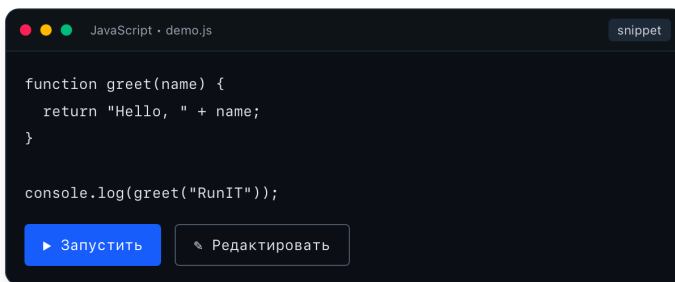 JavaScript • demo.js
snippet
function greet(name) {
  return "Hello, " + name;
}
console.log(greet("RunIT"));
▶ Запустить
✎ Редактировать